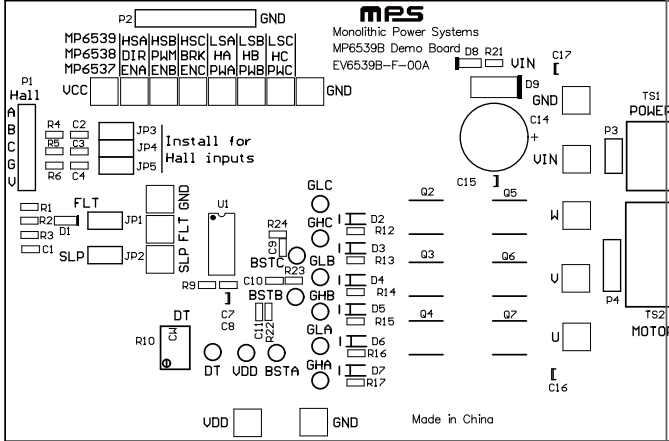 P2 GND
MPS
Monolithic Power Systems
MP6539B Demo Board
EV6539B-F-00A
MP6539 HSA HSB HSC LSA LSB LSC
MP6538 DIR PWM BRK HA HB HC
MP6537 ENA ENB ENC PWA PWB PWC
VCC GND
D8 R21 VIN C17
D9
GND
TS1
POWER
P1
Hall
A
B
C
G
V
R4 C2 JP3
R5 C3 JP4
R6 C4 JP5
Install for
Hall inputs
C14
+
P3
VIN
C15
R1
R2
R3
C1
FLT
D1
JP1
SLP
JP2
GND
FLT
SLP
U1
R24
C9
BSTC
R23
C10
R9
BSTB
C7
C8
C11
R22
GLC
GHC
GLB
GHB
GLA
GHA
D2
R12
D3
R13
D4
R14
D5
R15
D6
R16
D7
R17
Q2 Q5
Q3 Q6
Q4 Q7
W
V
U
P4
TS2
MOTO
C16
DT
R10
CW
DT VDD BSTA
VDD GND
Made in China